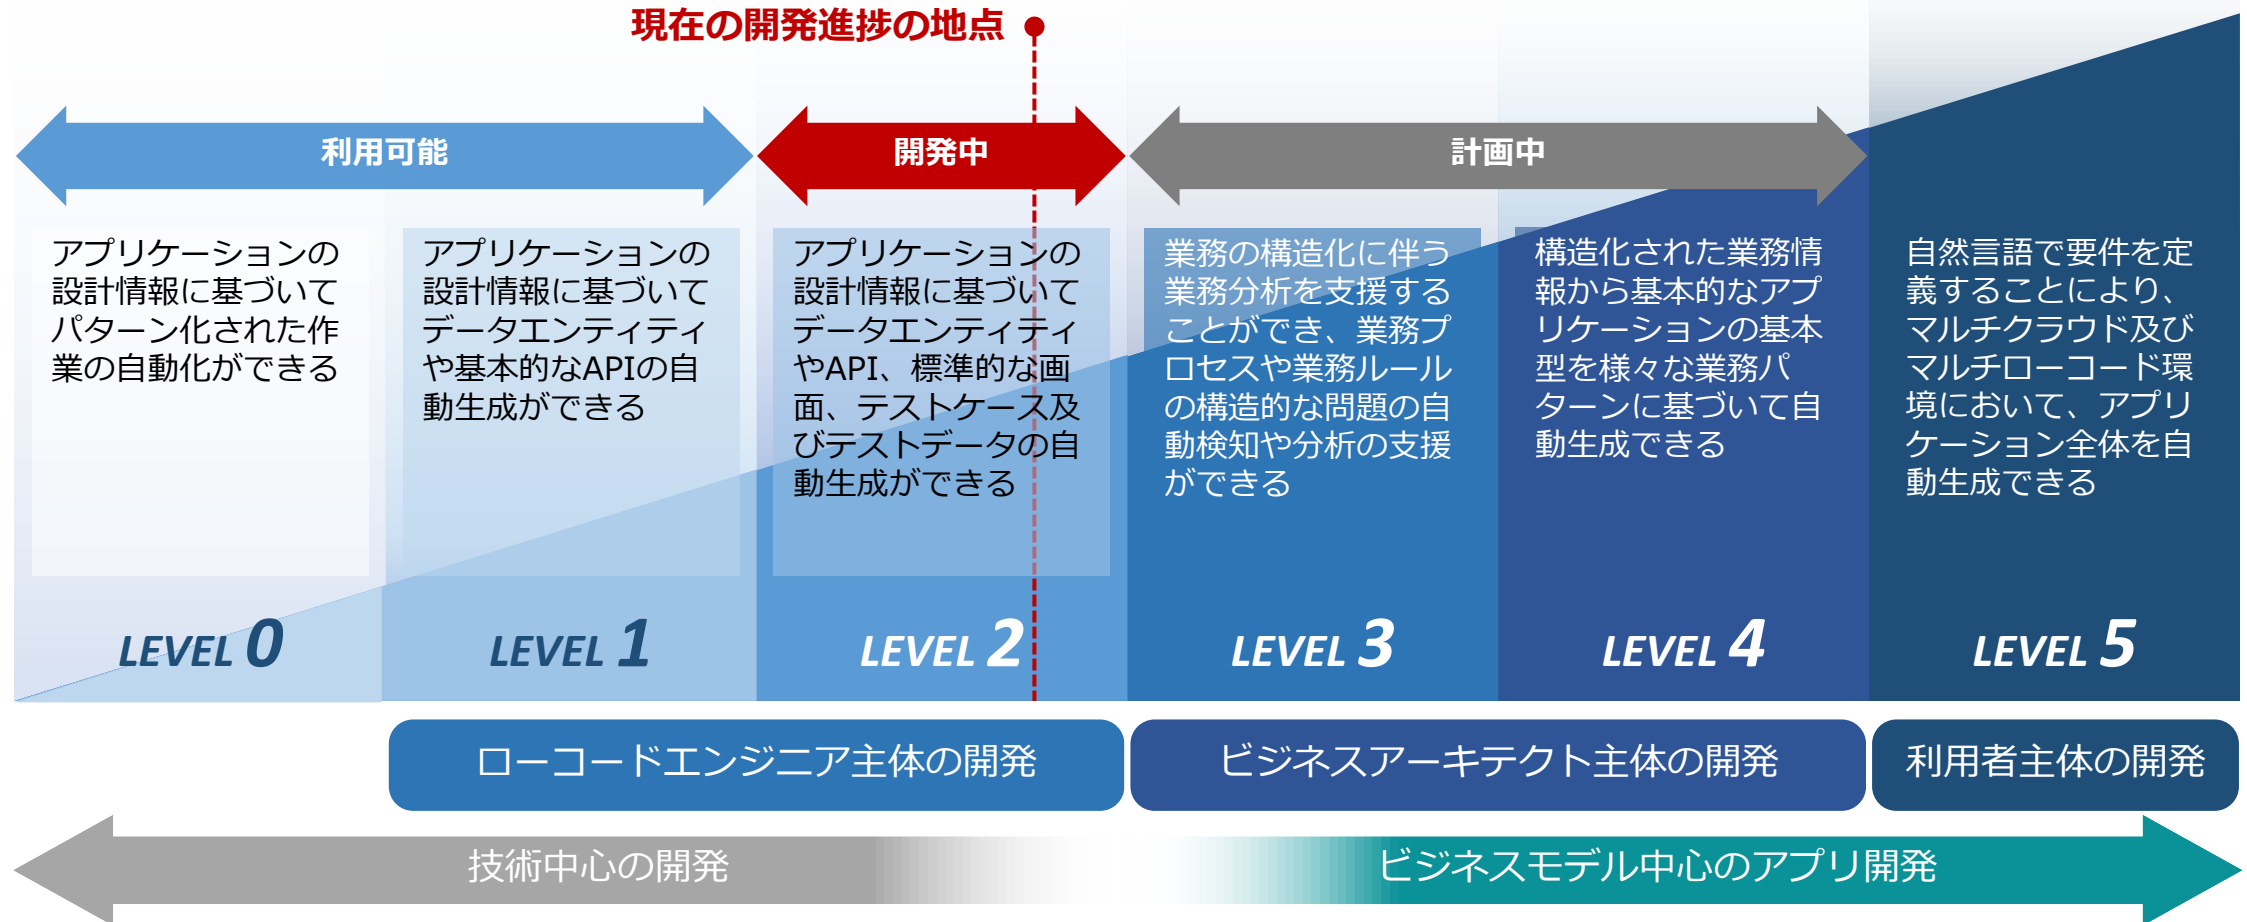 現在の開発進捗の地点
利用可能
開発中
計画中
アプリケーションの
設計情報に基づいて
パターン化された作
業の自動化ができる
アプリケーションの
設計情報に基づいて
データエンティティ
や基本的なAPIの自
動生成ができる
アプリケーションの
設計情報に基づいて
データエンティティ
やAPI、標準的な画
面、テストケース及
びテストデータの自
動生成ができる
業務の構造化に伴う
業務分析を支援する
ことができ、業務プ
ロセスや業務ルール
の構造的な問題の自
動検知や分析の支援
ができる
構造化された業務情
報から基本的なアプ
リケーションの基本
型を様々な業務パ
ターンに基づいて自
動生成できる
自然言語で要件を定
義することにより、
マルチクラウド及び
マルチローコード環
境において、アプリ
ケーション全体を自
動生成できる
LEVEL 0
LEVEL 1
LEVEL 2
LEVEL 3
LEVEL 4
LEVEL 5
ローコードエンジニア主体の開発
ビジネスアーキテクト主体の開発
利用者主体の開発
技術中心の開発
ビジネスモデル中心のアプリ開発